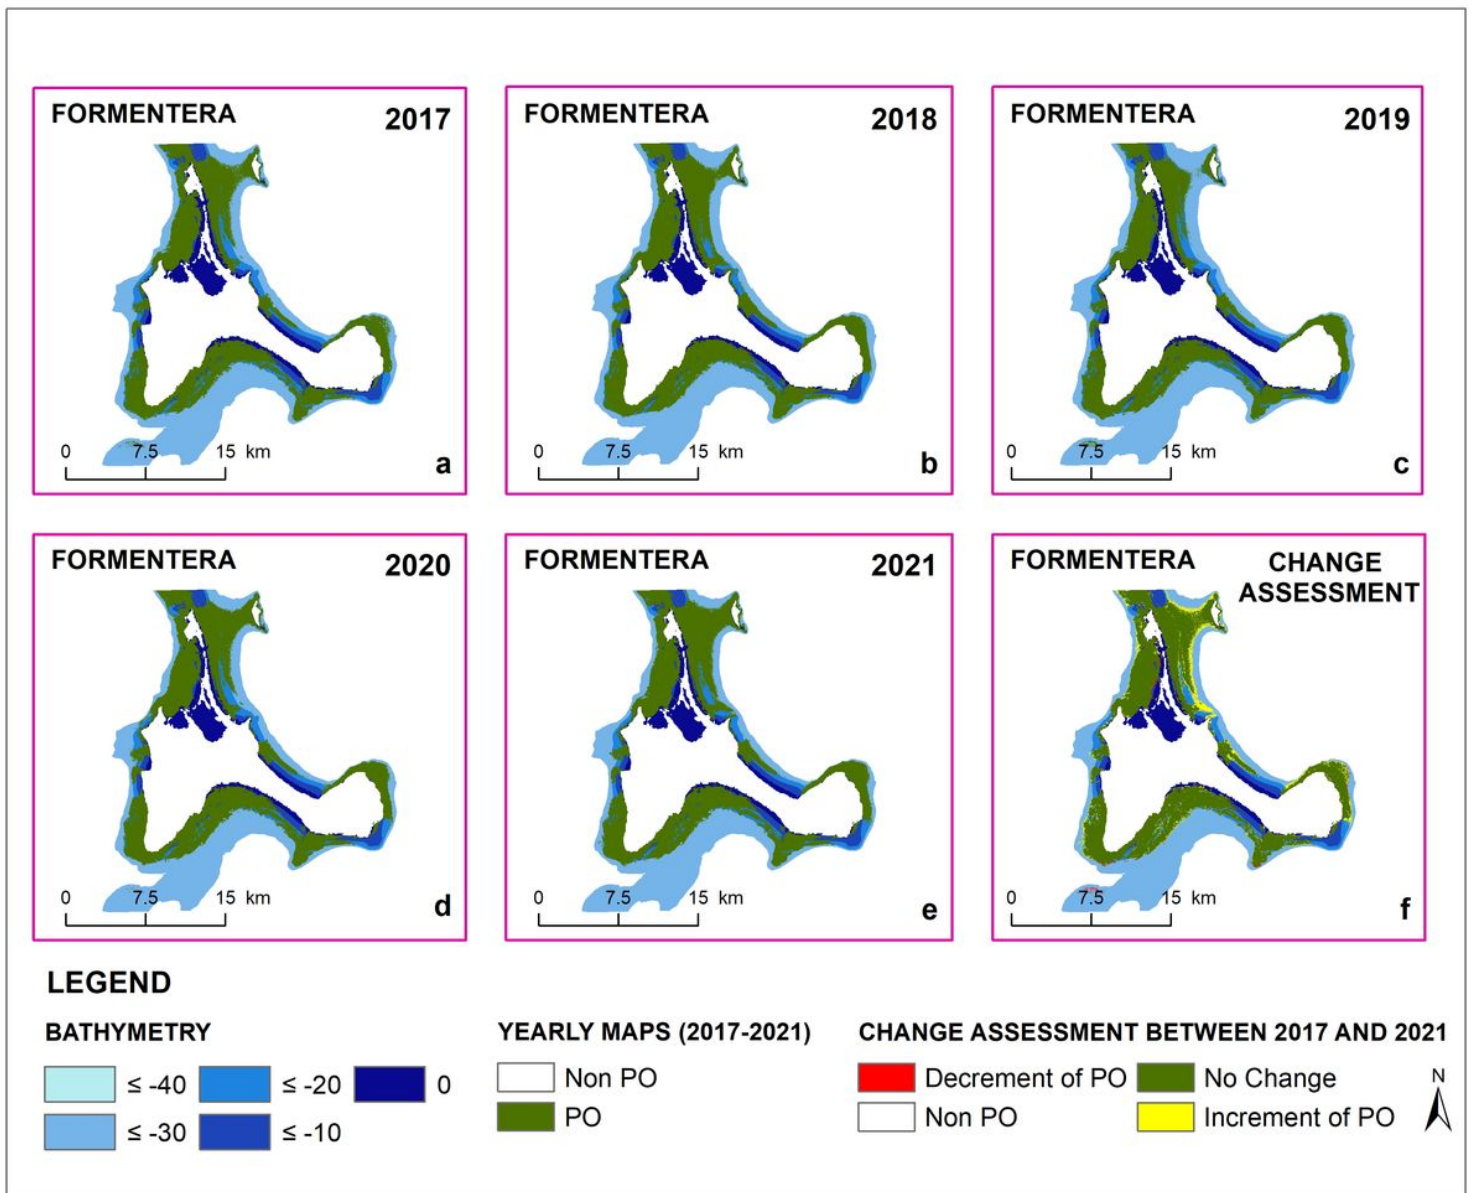 FORMENTERA 2017
0 7.5 15 km
a
FORMENTERA 2018
0 7.5 15 km
b
FORMENTERA 2019
0 7.5 15 km
c
FORMENTERA 2020
0 7.5 15 km
d
FORMENTERA 2021
0 7.5 15 km
e
FORMENTERA CHANGE
ASSESSMENT
0 7.5 15 km
f
LEGEND
BATHYMETRY
≤ -40 ≤ -20 0
≤ -30 ≤ -10
YEARLY MAPS (2017-2021)
Non PO
PO
CHANGE ASSESSMENT BETWEEN 2017 AND 2021
Decrement of PO No Change
Non PO Increment of PO
N